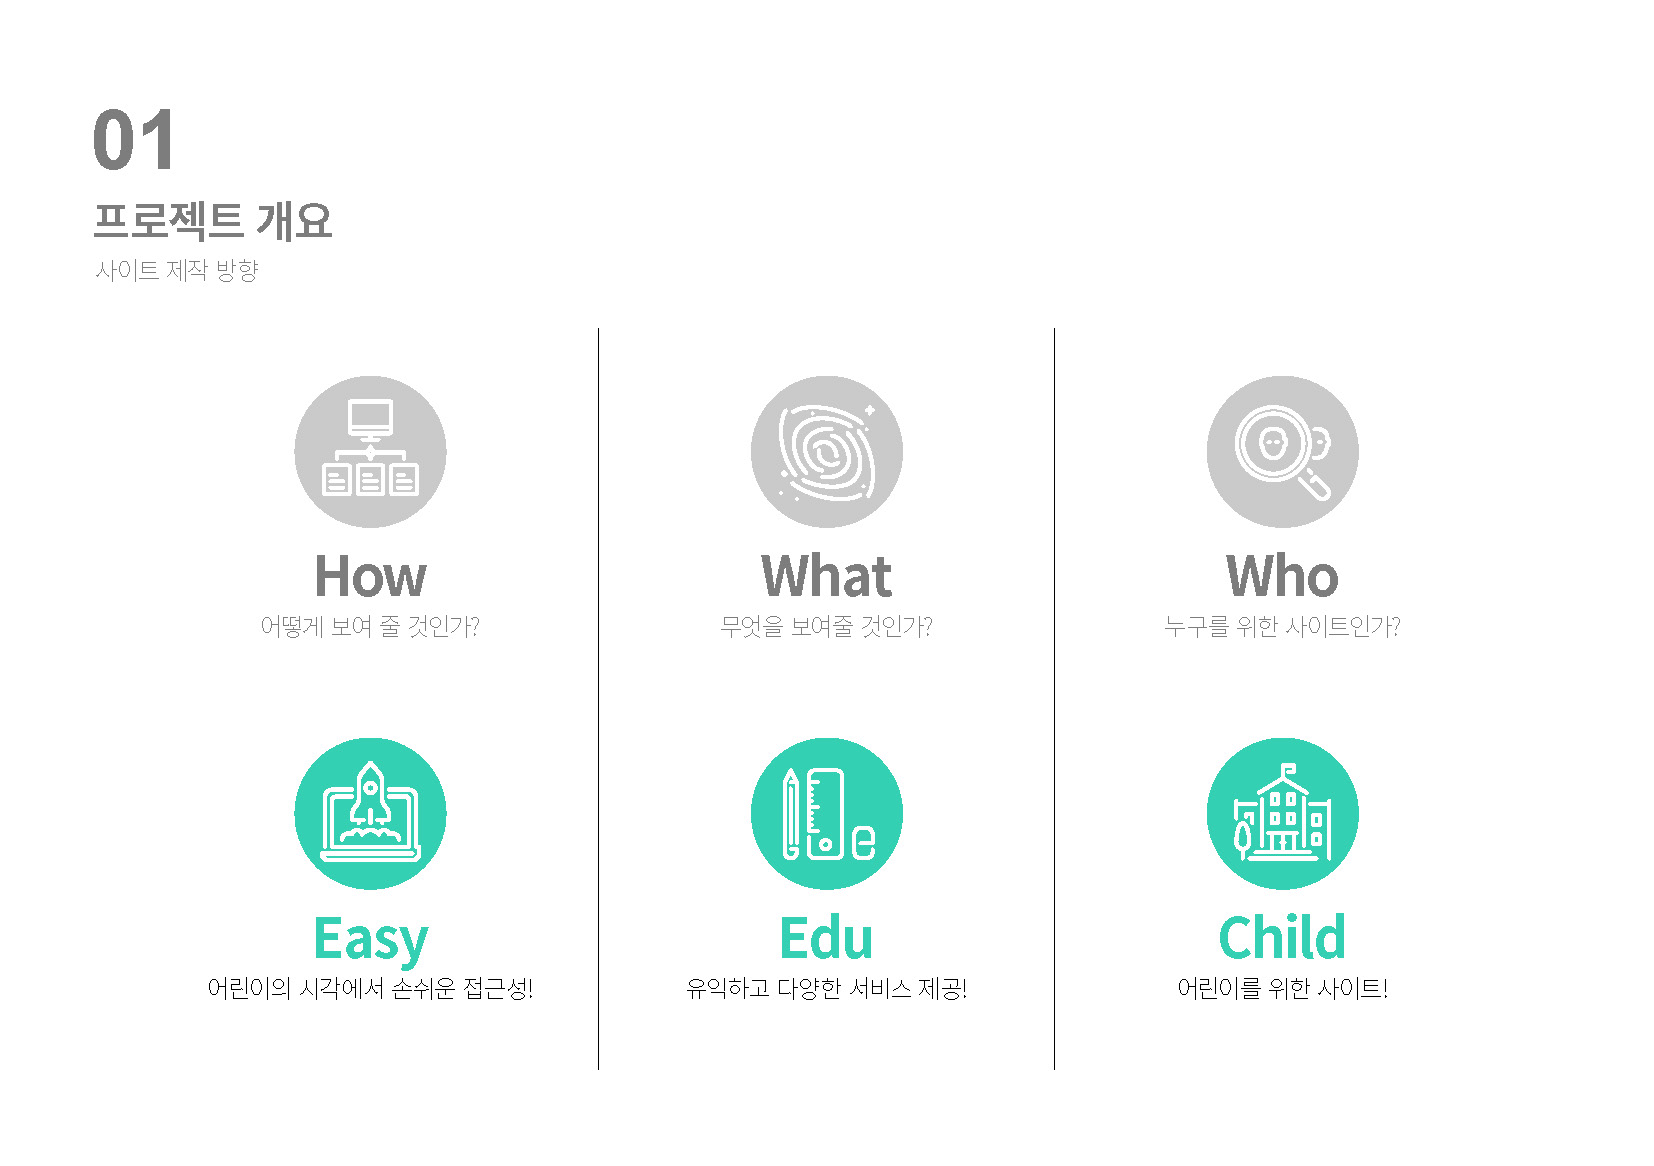 01
프로젝트 개요
사이트 제작 방향
How
어떻게 보여 줄 것인가?
What
무엇을 보여줄 것인가?
Who
누구를 위한 사이트인가?
Easy
어린이의 시각에서 손쉬운 접근성!
Edu
유익하고 다양한 서비스 제공!
Child
어린이를 위한 사이트!